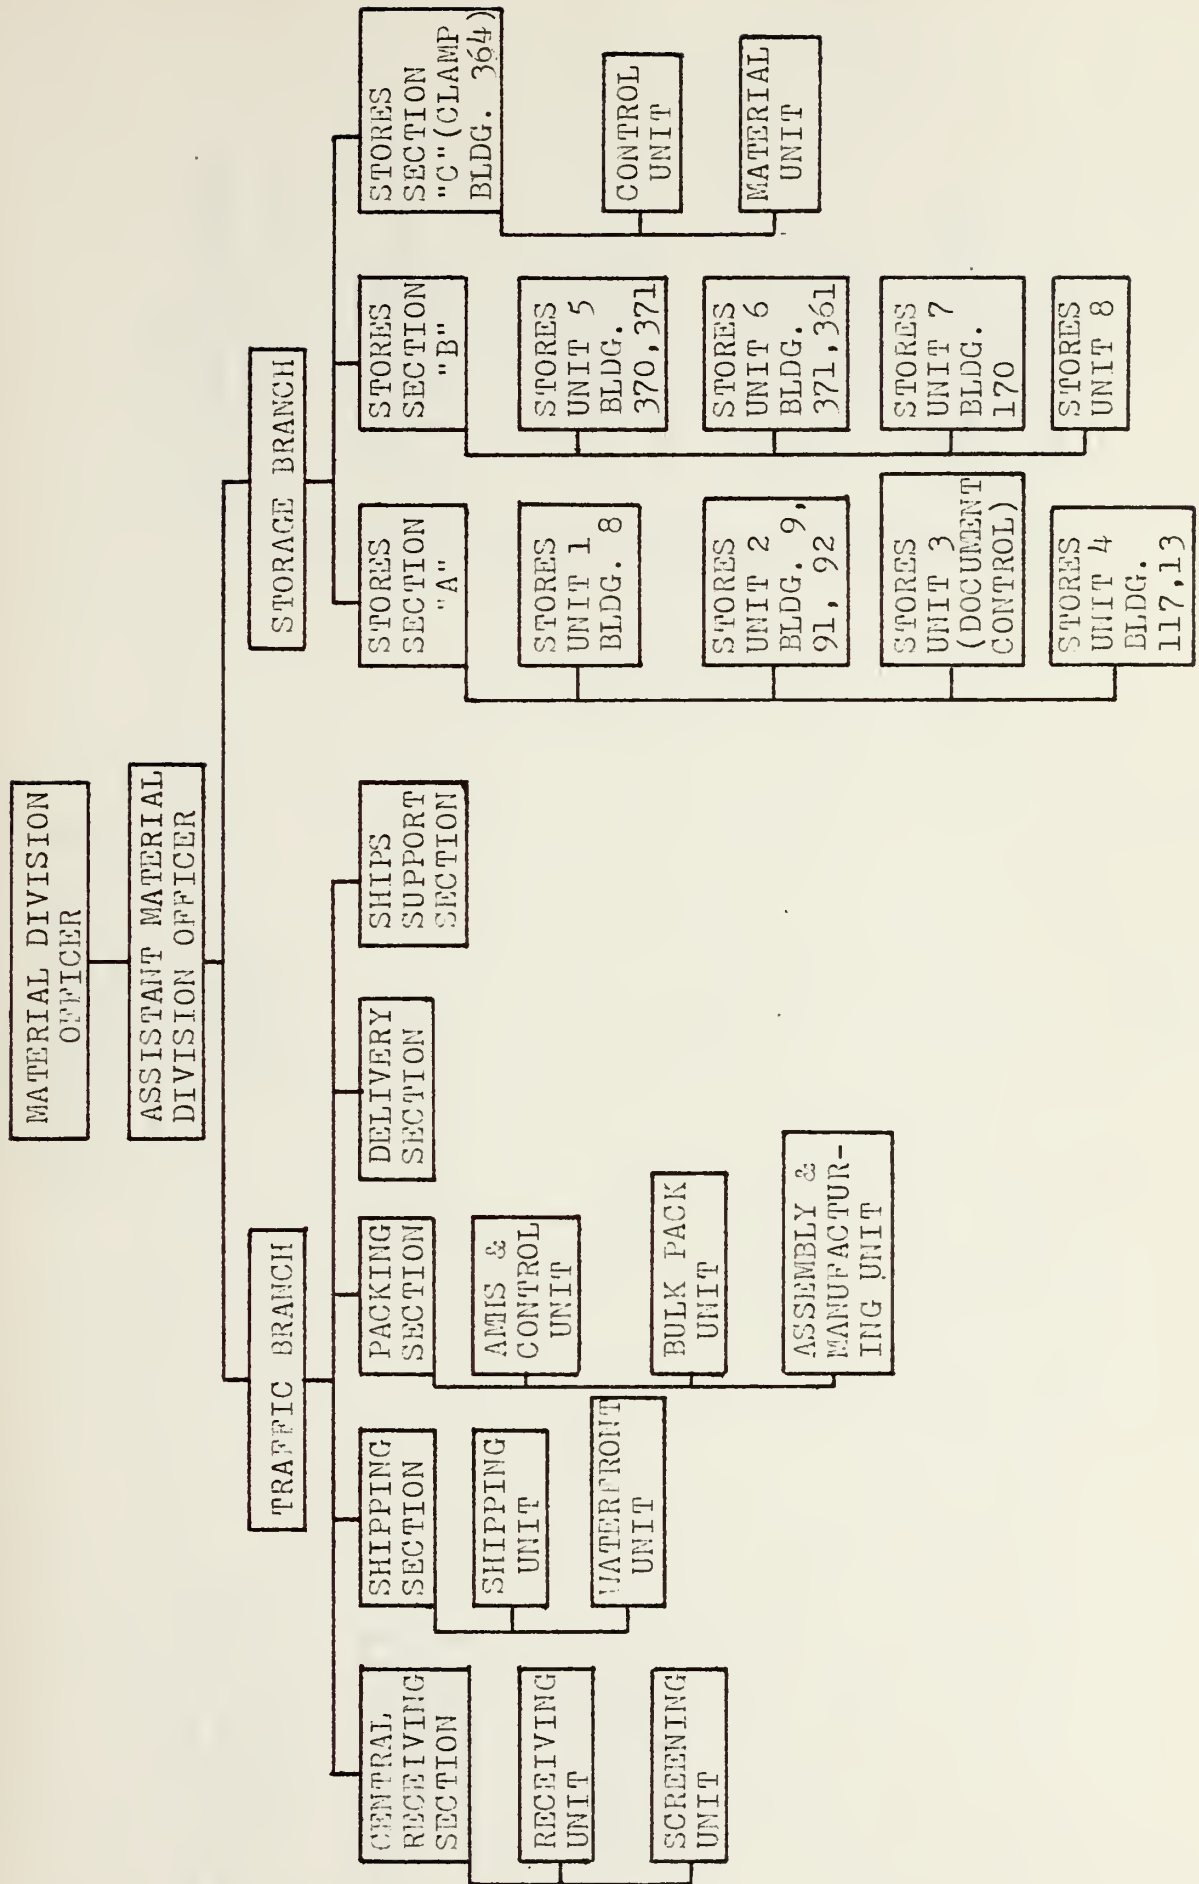 MATERIAL DIVISION
OFFICER
ASSISTANT MATERIAL
DIVISION OFFICER
TRAFFIC BRANCH
STORAGE BRANCH
CENTRAL
RECEIVING
SECTION
RECEIVING
UNIT
SCREENING
UNIT
SHIPPING
SECTION
SHIPPING
UNIT
WATERFRONT
UNIT
PACKING
SECTION
AMHS &
CONTROL
UNIT
BULK PACK
UNIT
ASSEMBLY &
MANUFACTUR-
ING UNIT
DELIVERY
SECTION
SHIPS
SUPPORT
SECTION
STORES
SECTION
"A"
STORES
UNIT 1
BLDG. 8
STORES
UNIT 2
BLDG. 9,
91, 92
STORES
UNIT 3
(DOCUMENT
CONTROL)
STORES
UNIT 4
BLDG.
117,13
STORES
SECTION
"B"
STORES
UNIT 5
BLDG.
370,371
STORES
UNIT 6
BLDG.
371,361
STORES
UNIT 7
BLDG.
170
STORES
UNIT 8
STORES
SECTION
"C"(CLAMP
BLDG. 364)
CONTROL
UNIT
MATERIAL
UNIT